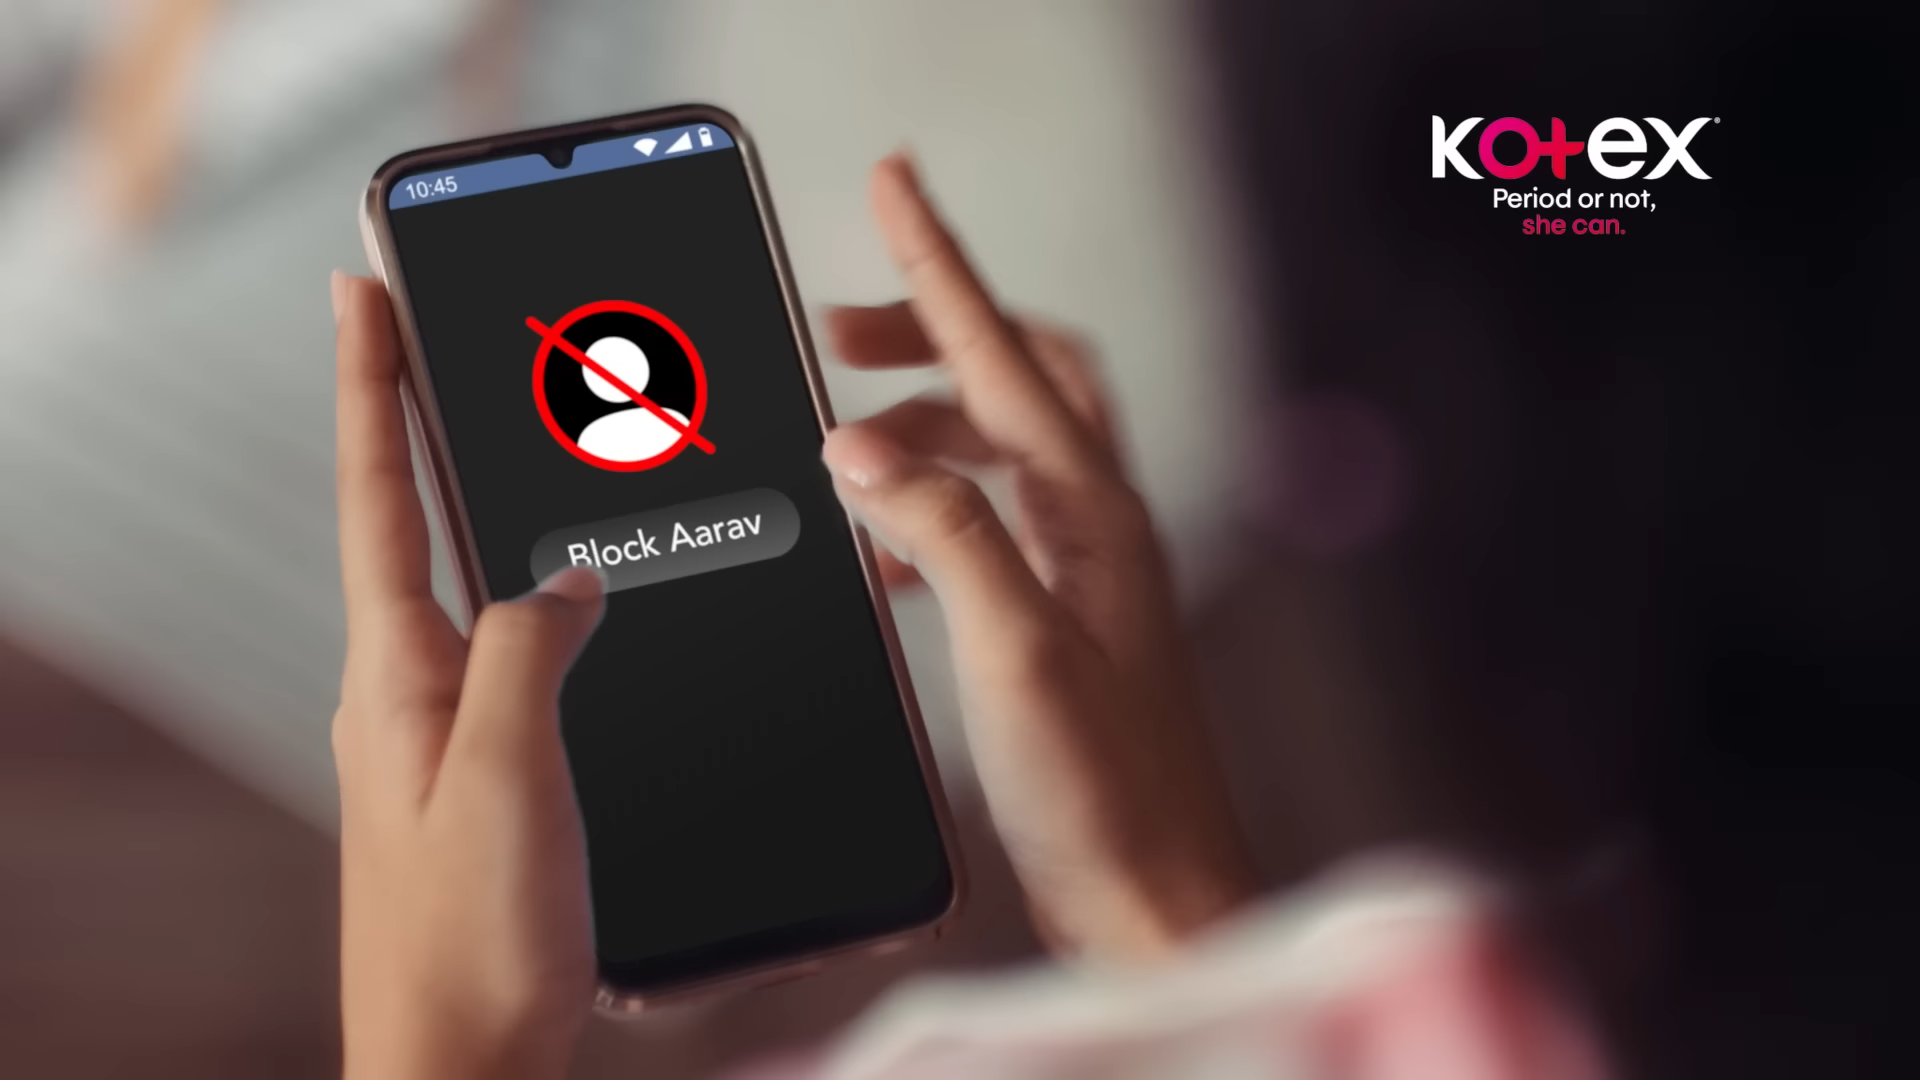 10:45
Block Aarav
Kotex
Period or not,
she can.